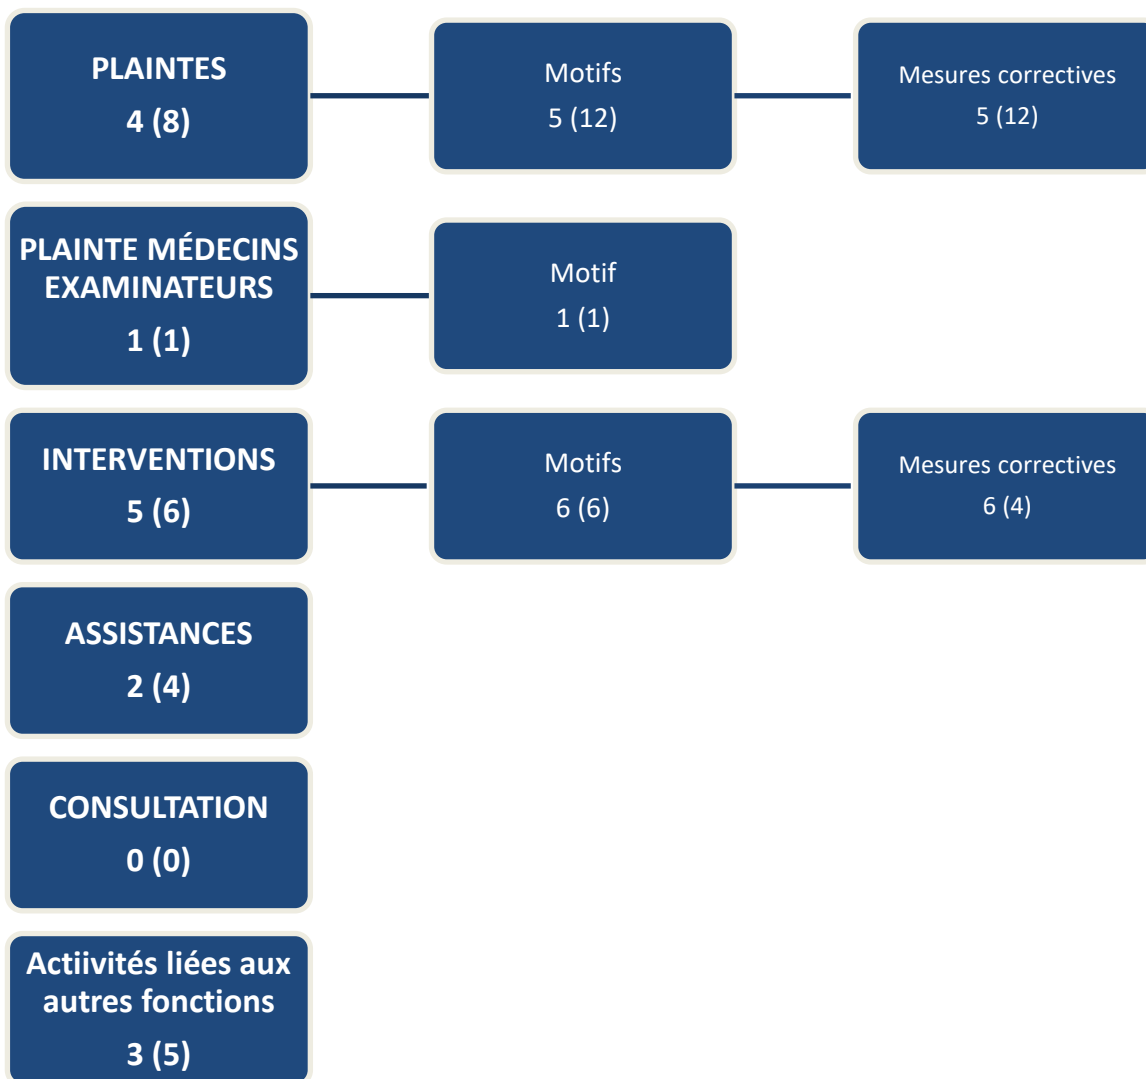 PLAINTES
4 (8)
Motifs
5 (12)
Mesures correctives
5 (12)
PLAINTE MÉDECINS
EXAMINATEURS
1 (1)
Motif
1 (1)
INTERVENTIONS
5 (6)
Motifs
6 (6)
Mesures correctives
6 (4)
ASSISTANCES
2 (4)
CONSULTATION
0 (0)
Actiivités liées aux
autres fonctions
3 (5)